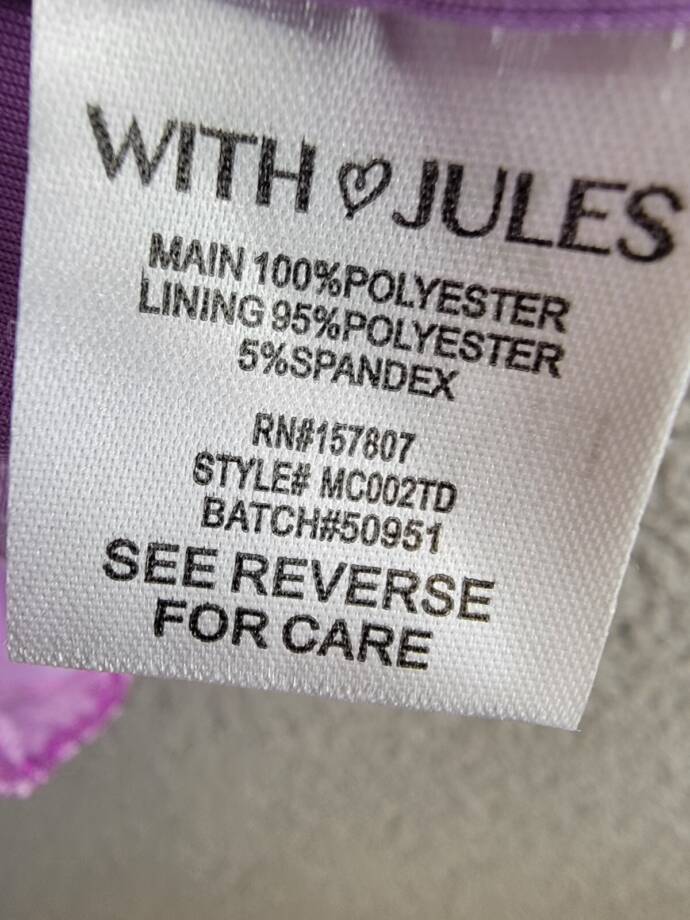 WITH ♡ JULES
MAIN 100%POLYESTER
LINING 95%POLYESTER
5%SPANDEX
RN#157807
STYLE# MC002TD
BATCH#50951
SEE REVERSE
FOR CARE